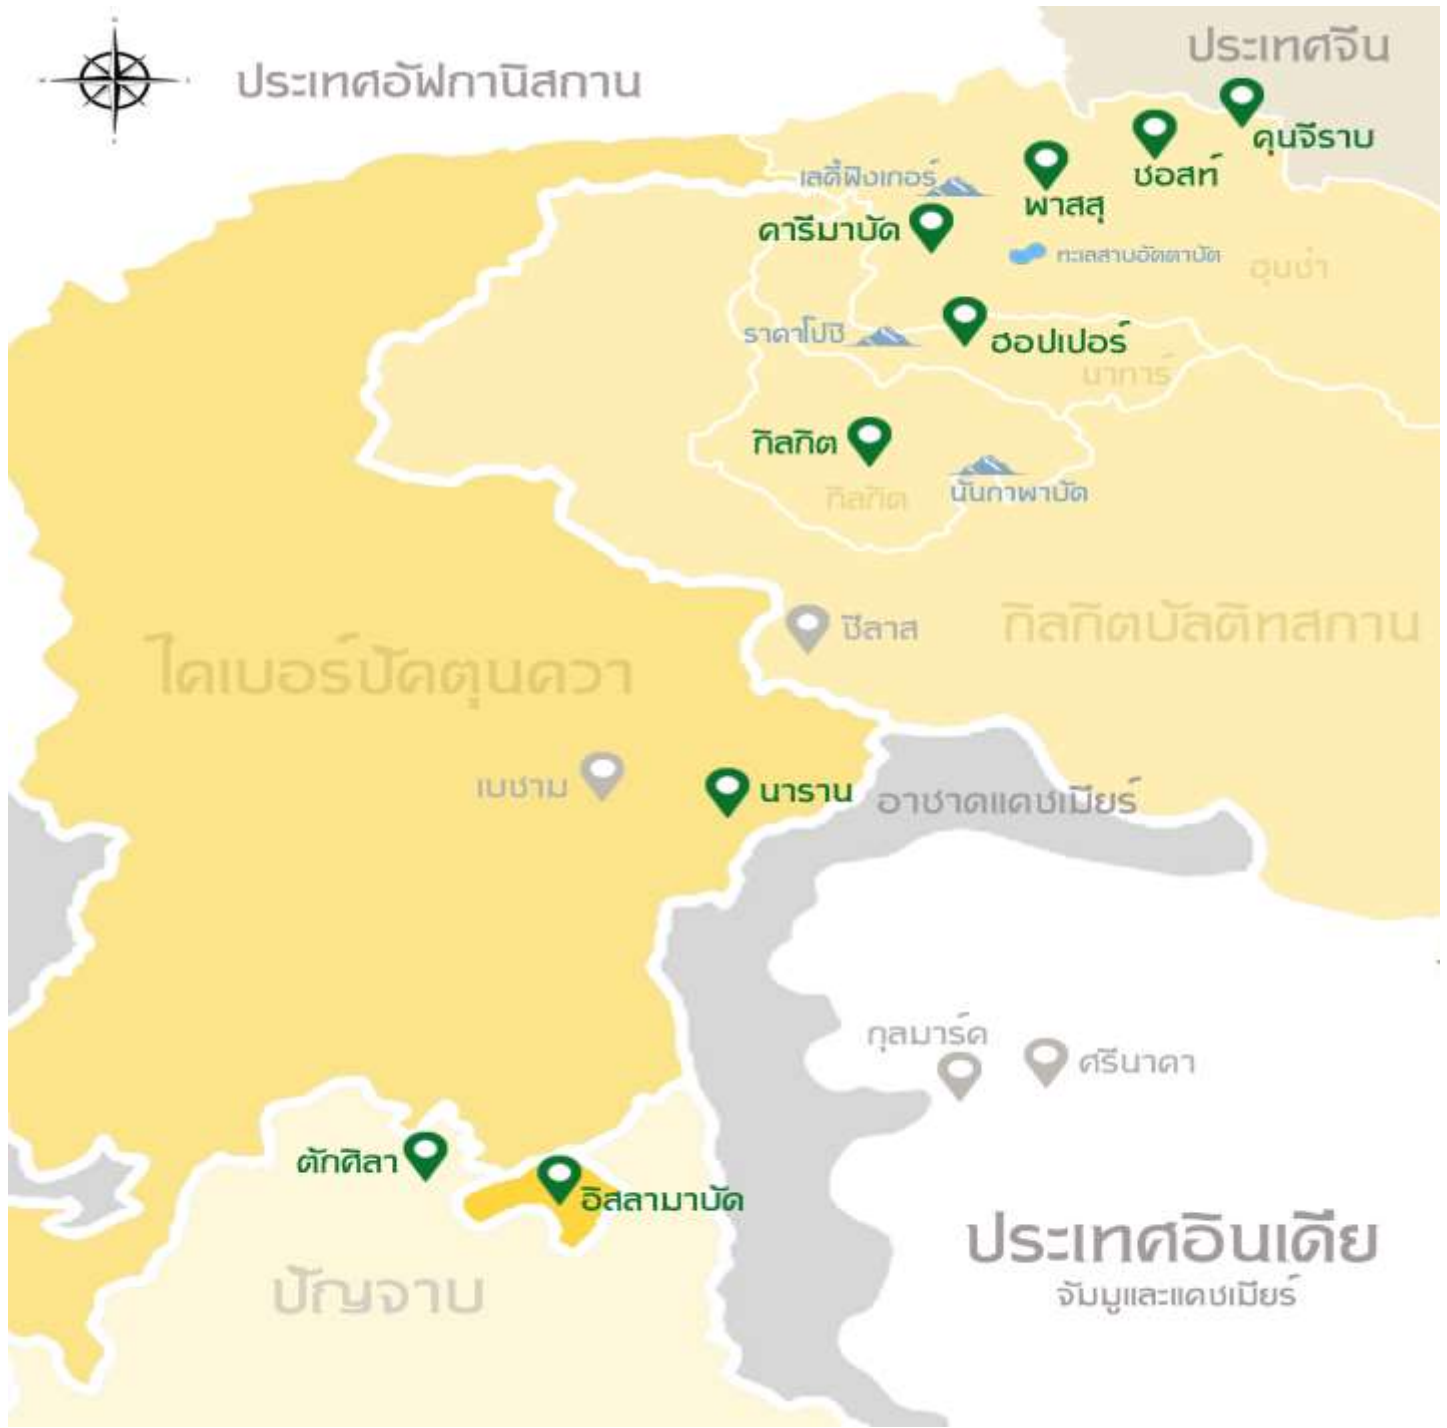 ประเทศอัฟกานิสถาน
ประเทศจีน
คุนจีราบ
ซอสท์
เลดี้ฟิงเกอร์
พาสสุ
คารีมาบัด
ทะเลสาบอัตตาบัด
ฮุนซ่า
ราคาโปชิ
ฮอปเปอร์
นากาาร์
กิลกิต
นันกาพาบัด
กิลกิต
ชีลาส
กิลกิตบัลติทสถาน
ไคเบอร์ปัคตุนควา
เบชาม
นาราน
อาซาดแคชเมียร์
กุลมาร์ค
ศรีนาคา
ตักศิลา
อิสลามาบัด
ประเทศอินเดีย
จัมมูและแคชเมียร์
ปัญจาบ